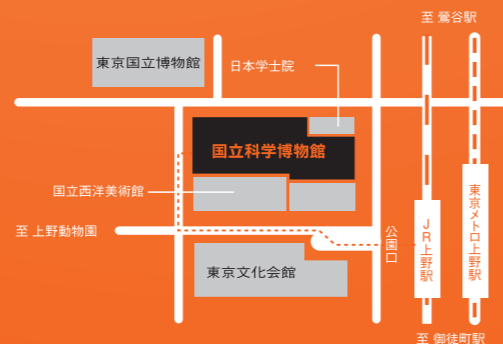 至 鶯谷駅
東京国立博物館
日本学士院
国立科学博物館
国立西洋美術館
至 上野動物園
公園口
JR上野駅
東京メトロ上野駅
東京文化会館
至 御徒町駅